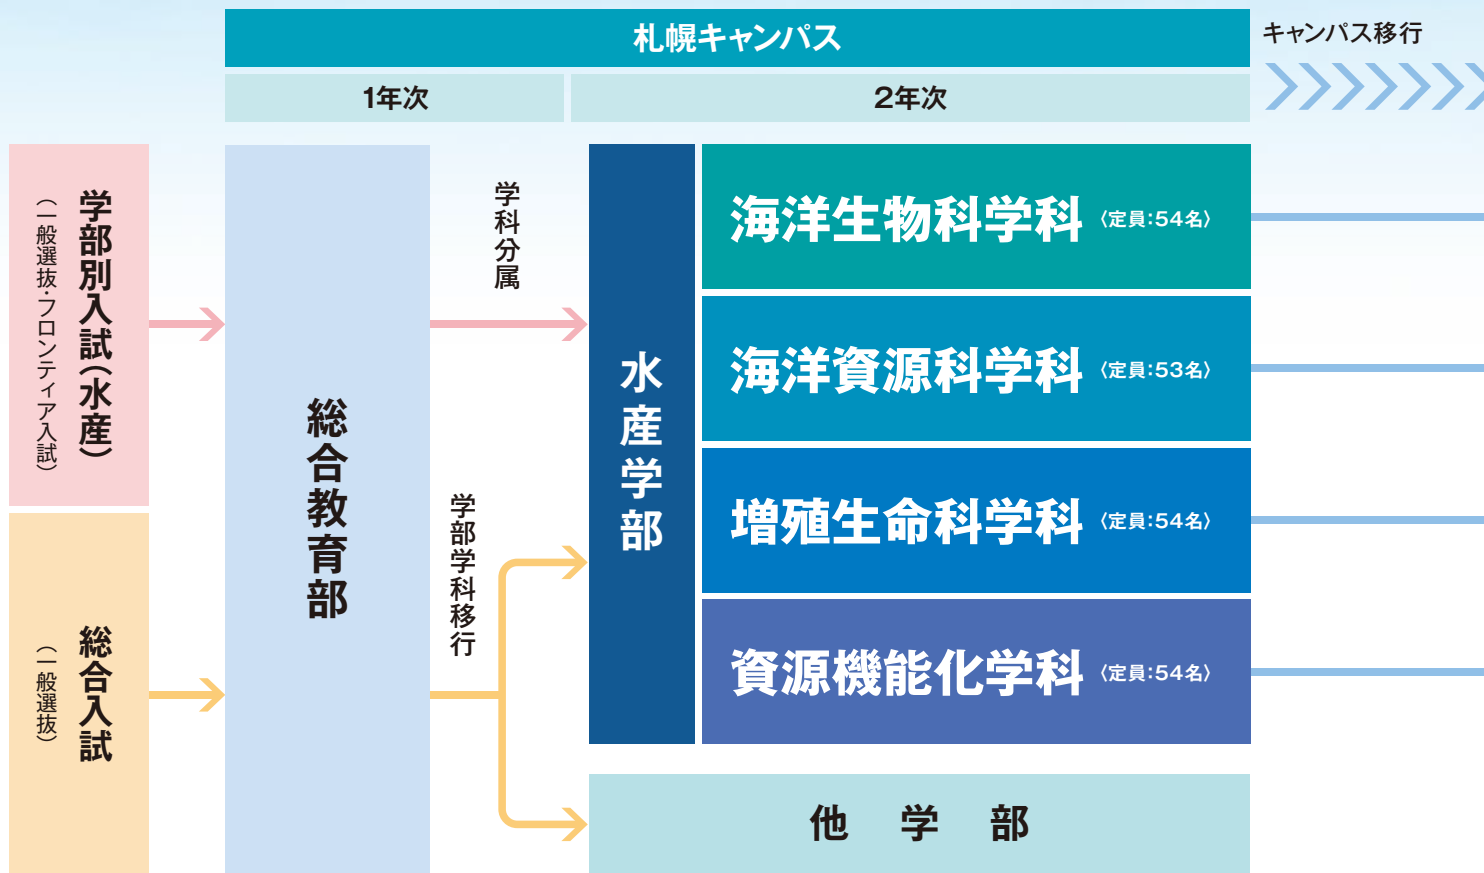 札幌キャンパス
キャンパス移行
1年次
2年次
学部別入試（水産）
（一般選抜・フロンティア入試）
総合入試
（一般選抜）
総合教育部
学科分属
学部学科移行
水産学部
海洋生物科学科〈定員：54名〉
海洋資源科学科〈定員：53名〉
増殖生命科学科〈定員：54名〉
資源機能化学科〈定員：54名〉
他学部